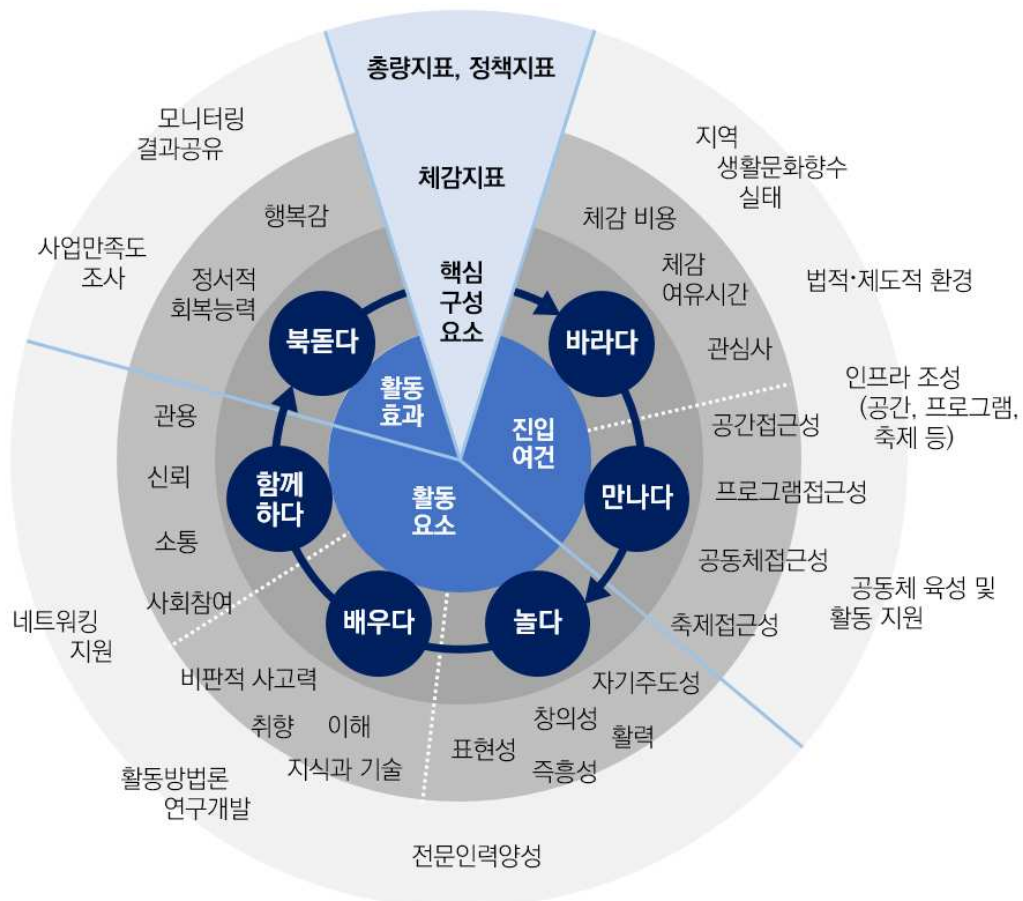 총량지표, 정책지표
체감지표
핵심
구성
요소
모니터링
결과공유
사업만족도
조사
행복감
정서적
회복능력
북돋다
활동
효과
지역
생활문화향수
실태
법적·제도적 환경
체감 비용
체감
여유시간
관심사
바라다
진입
여건
인프라 조성
(공간, 프로그램,
축제 등)
공간접근성
프로그램접근성
만나다
공동체접근성
축제접근성
공동체 육성 및
활동 지원
관용
신뢰
소통
사회참여
함께
하다
활동
요소
네트워킹
지원
배우다
놀다
비판적 사고력
취향
이해
지식과 기술
자기주도성
창의성
활력
표현성
즉흥성
활동방법론
연구개발
전문인력양성